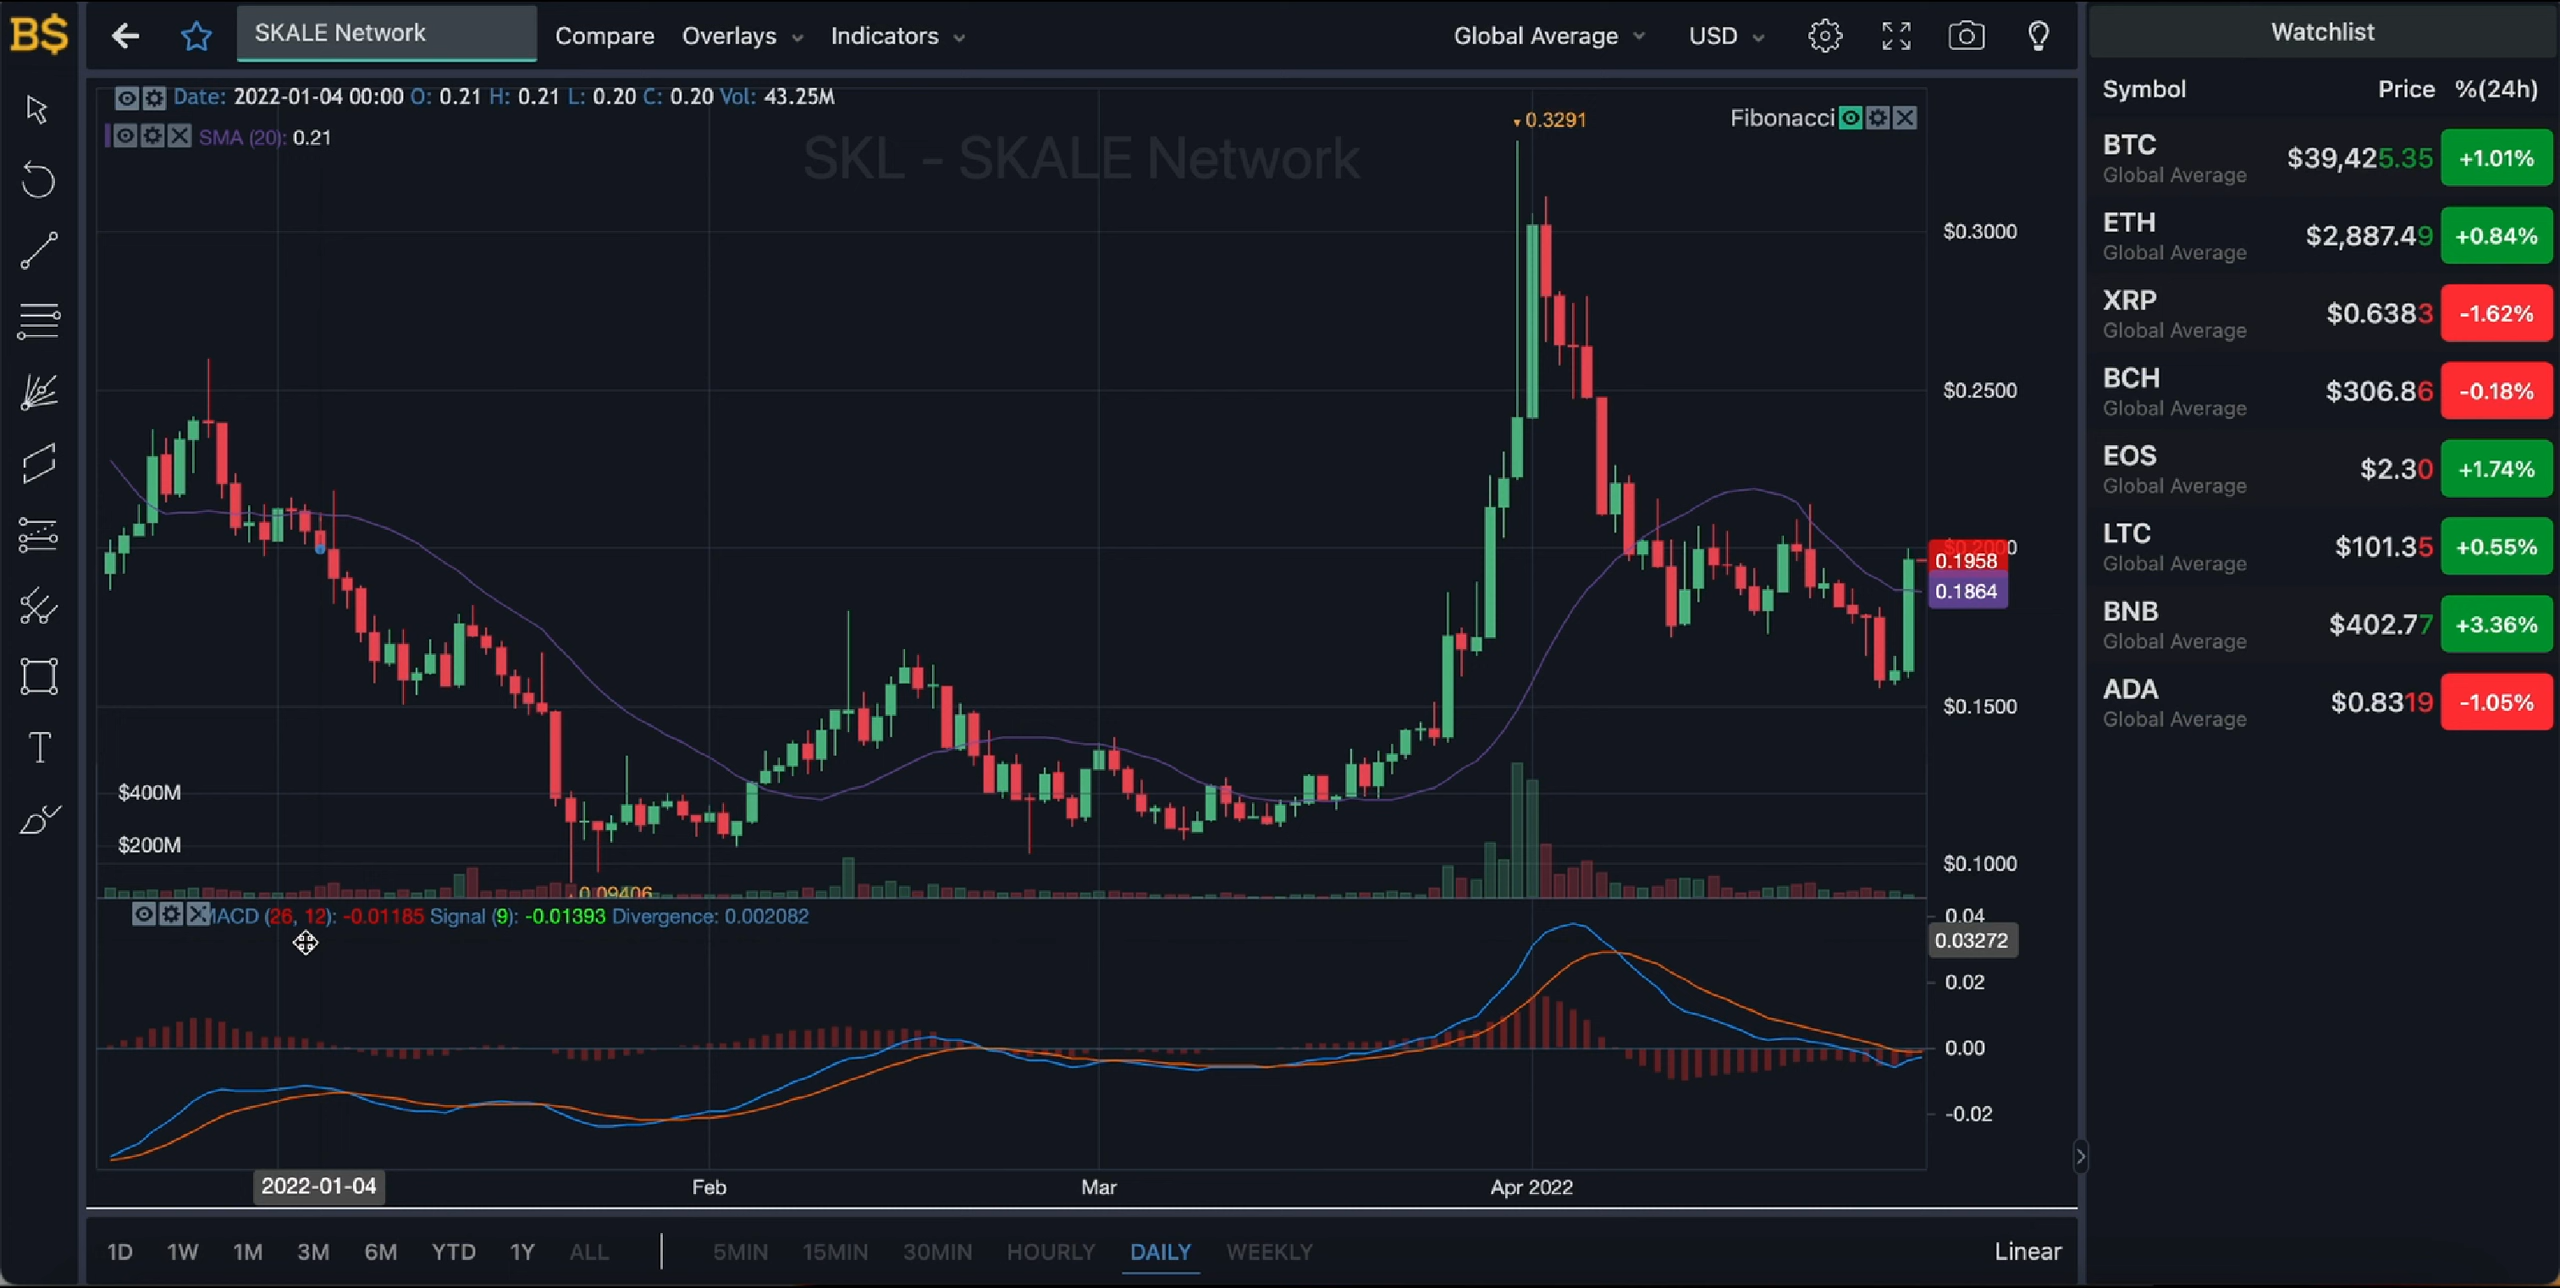 B$
SKALE Network Compare Overlays Indicators Global Average USD
Watchlist
Date: 2022-01-04 00:00 O: 0.21 H: 0.21 L: 0.20 C: 0.20 Vol: 43.25M
SMA (20): 0.21
SKL - SKALE Network
0.3291
Fibonacci
$0.3000
$0.2500
$0.2000
0.1958
0.1864
$0.1500
$0.1000
$400M
$200M
0.09406
MACD (26, 12): -0.01185 Signal (9): -0.01393 Divergence: 0.002082
0.04
0.03272
0.02
0.00
-0.02
2022-01-04 Feb Mar Apr 2022
1D 1W 1M 3M 6M YTD 1Y ALL 5MIN 15MIN 30MIN HOURLY DAILY WEEKLY Linear
Symbol Price %(24h)
BTC $39,425.35 +1.01%
Global Average
ETH $2,887.49 +0.84%
Global Average
XRP $0.6383 -1.62%
Global Average
BCH $306.86 -0.18%
Global Average
EOS $2.30 +1.74%
Global Average
LTC $101.35 +0.55%
Global Average
BNB $402.77 +3.36%
Global Average
ADA $0.8319 -1.05%
Global Average